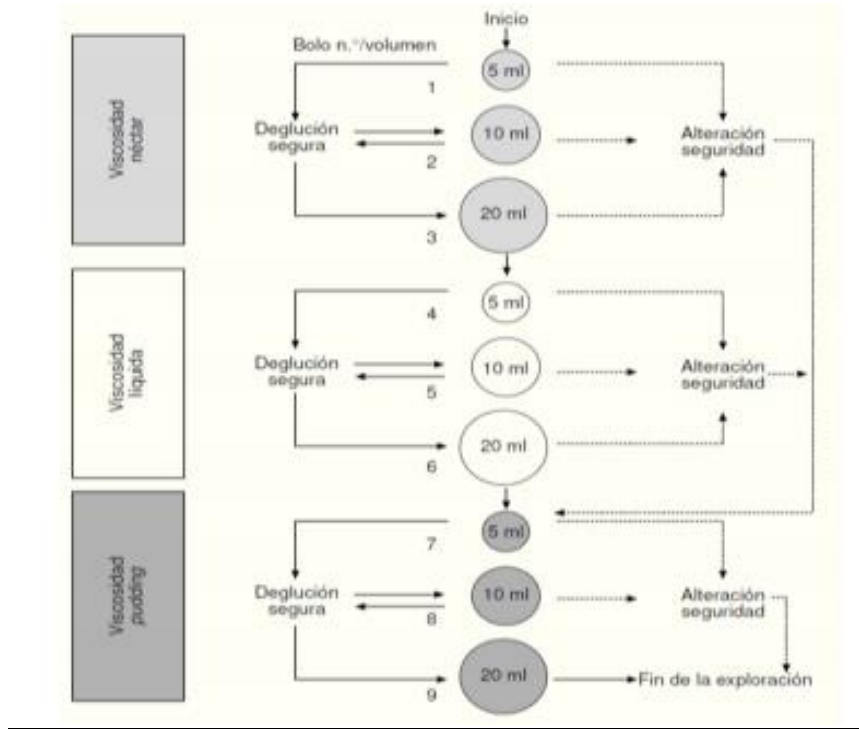 Inicio
Bolo n.°/volumen
5 ml
1
Viscosidad
néctar
Deglución
segura
10 ml
2
Alteración
seguridad
20 ml
3
5 ml
4
Viscosidad
líquida
Deglución
segura
10 ml
5
Alteración
seguridad
20 ml
6
5 ml
7
Viscosidad
pudding
Deglución
segura
10 ml
8
Alteración
seguridad
20 ml
9
Fin de la exploración